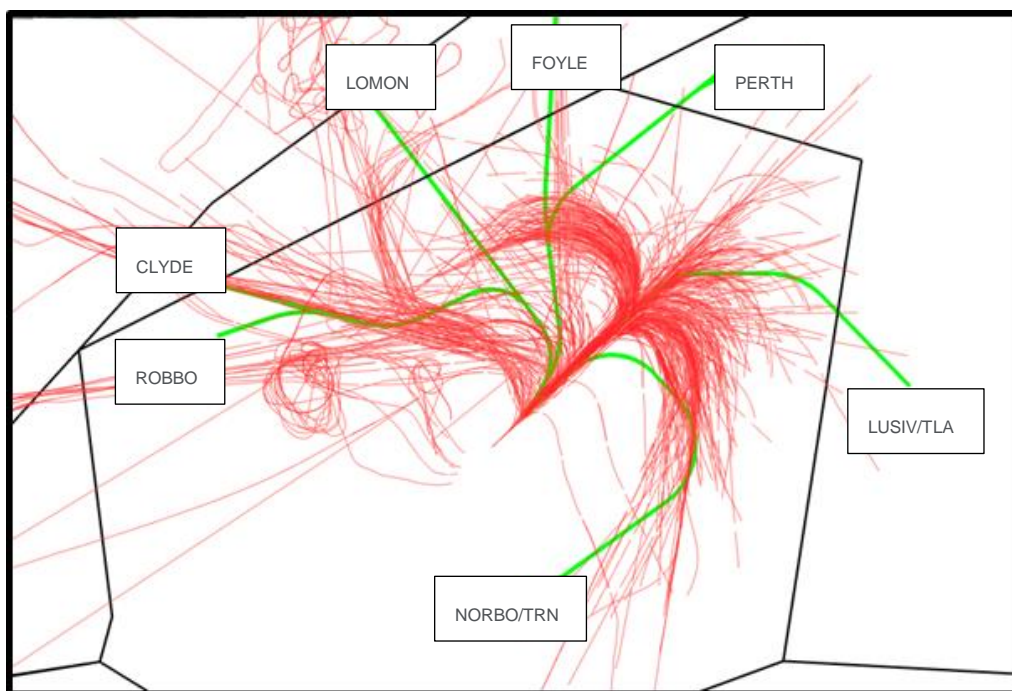 FOYLE
LOMON
PERTH
CLYDE
ROBBO
LUSIV/TLA
NORBO/TRN